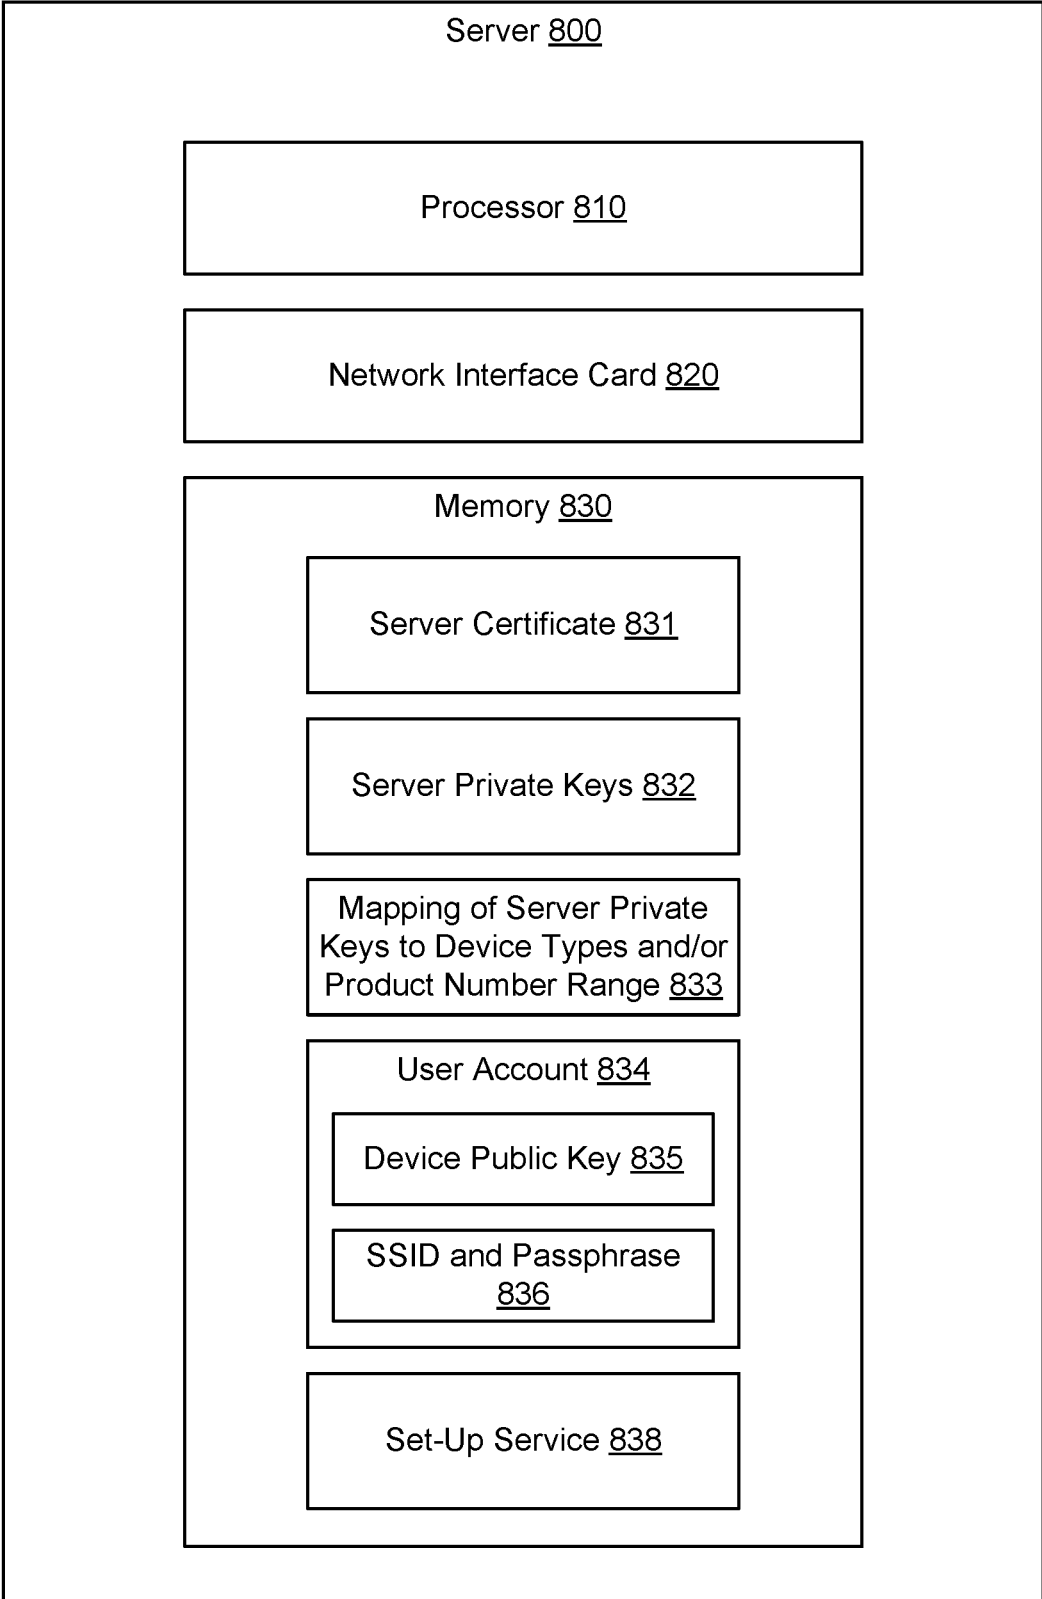 Server 800
Processor 810
Network Interface Card 820
Memory 830
Server Certificate 831
Server Private Keys 832
Mapping of Server Private
Keys to Device Types and/or
Product Number Range 833
User Account 834
Device Public Key 835
SSID and Passphrase
836
Set-Up Service 838